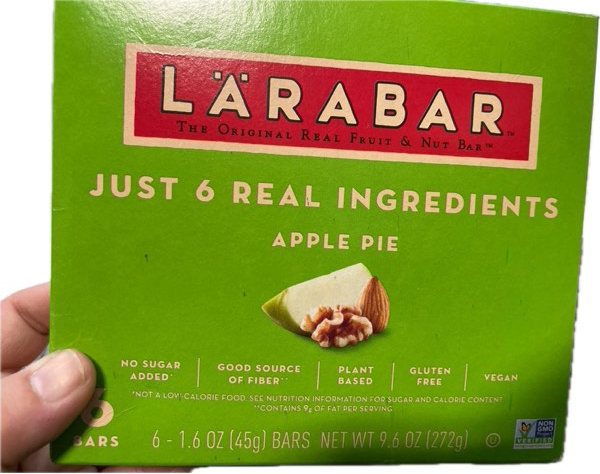 LÄRABAR™
THE ORIGINAL REAL FRUIT & NUT BAR™
JUST 6 REAL INGREDIENTS
APPLE PIE
NO SUGAR
ADDED*
GOOD SOURCE
OF FIBER**
PLANT
BASED
GLUTEN
FREE
VEGAN
*NOT A LOW-CALORIE FOOD. SEE NUTRITION INFORMATION FOR SUGAR AND CALORIE CONTENT
**CONTAINS 9g OF FAT PER SERVING
6
BARS
6 - 1.6 OZ (45g) BARS NET WT 9.6 OZ (272g)
U
NON
GMO
Project
VERIFIED